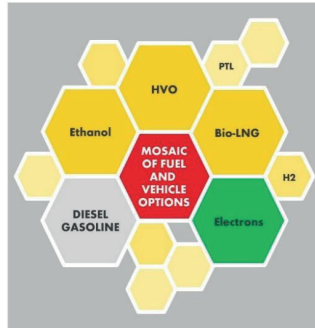 PTL
HVO
Ethanol
Bio-LNG
MOSAIC
OF FUEL
AND
VEHICLE
OPTIONS
H2
DIESEL
GASOLINE
Electrons